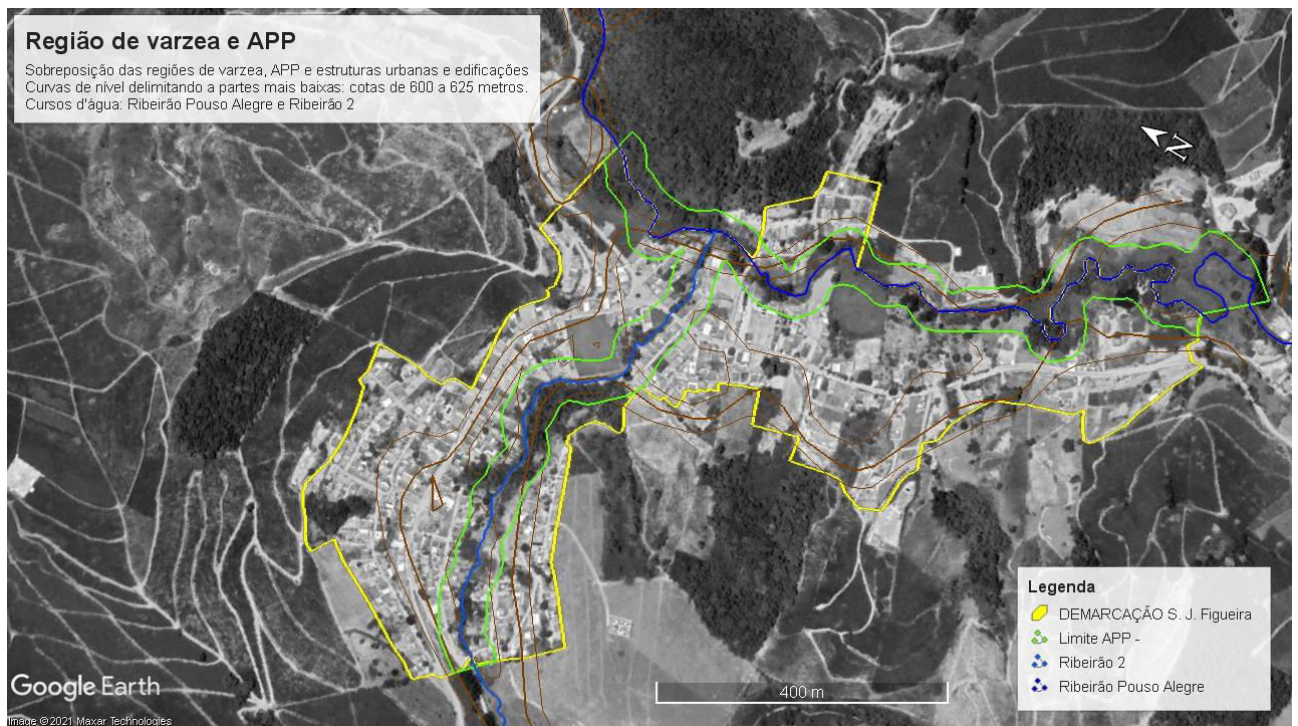 Região de varzea e APP
Sobreposição das regiões de varzea, APP e estruturas urbanas e edificações
Curvas de nível delimitando a partes mais baixas: cotas de 600 a 625 metros.
Cursos d'água: Ribeirão Pouso Alegre e Ribeirão 2
N
Legenda
DEMARCAÇÃO S. J. Figueira
Limite APP -
Ribeirão 2
Ribeirão Pouso Alegre
400 m
Google Earth
Image © 2021 Maxar Technologies